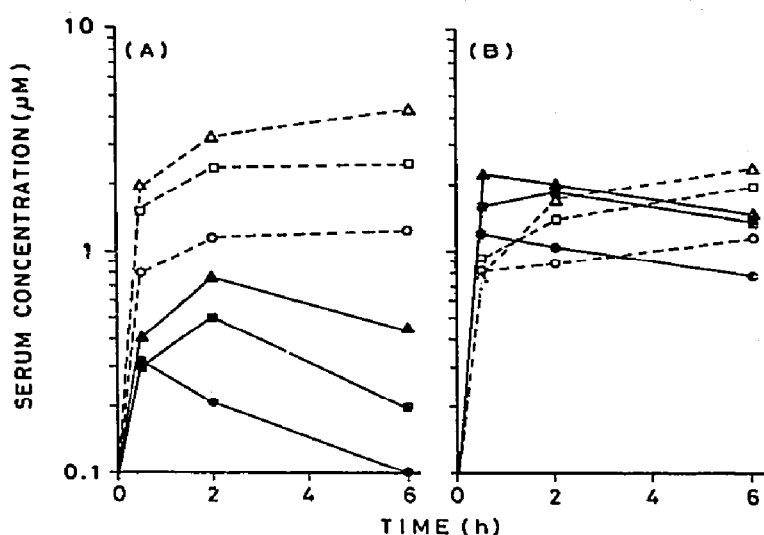 SERUM CONCENTRATION (µM)
10
1
0.1
(A)
(B)
0 2 4 6
0 2 4 6
TIME (h)